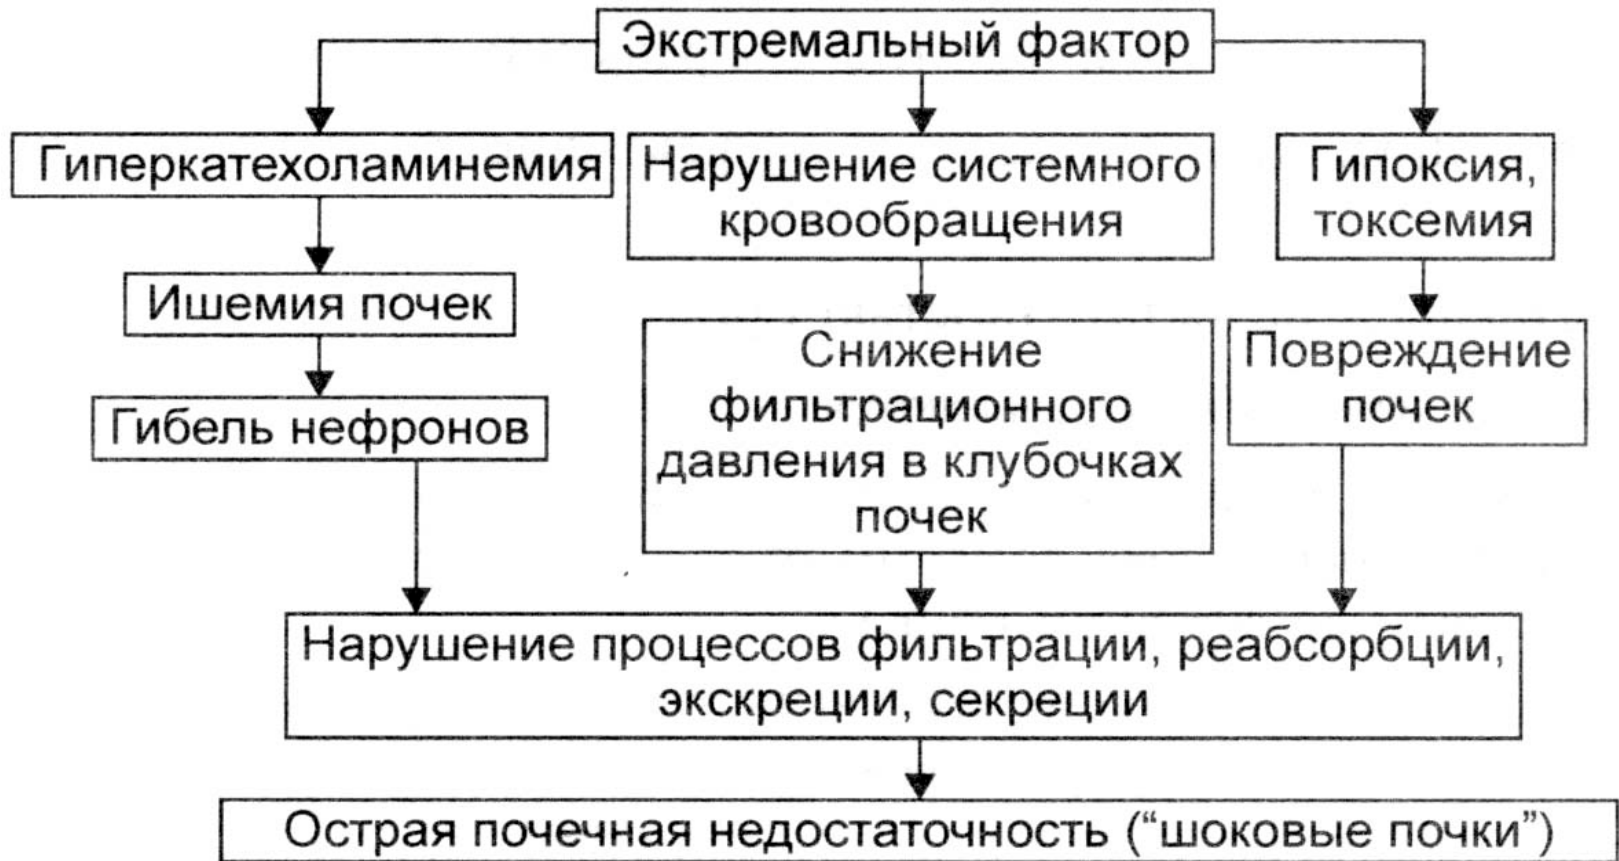 Экстремальный фактор
Гиперкатехоламинемия
Нарушение системного
кровообращения
Гипоксия,
токсемия
Ишемия почек
Гибель нефронов
Снижение
фильтрационного
давления в клубочках
почек
Повреждение
почек
Нарушение процессов фильтрации, реабсорбции,
экскреции, секреции
Острая почечная недостаточность (“шоковые почки”)